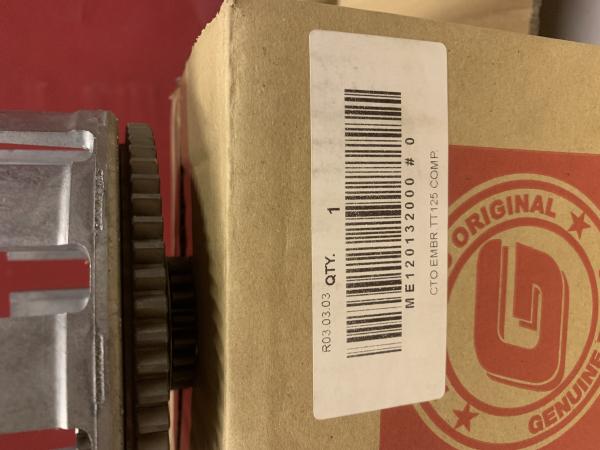 R03.03.03 QTY. 1
ME120132000 # 0
CTO EMBR TT125 COMP.
ORIGINAL
G
GENUINE